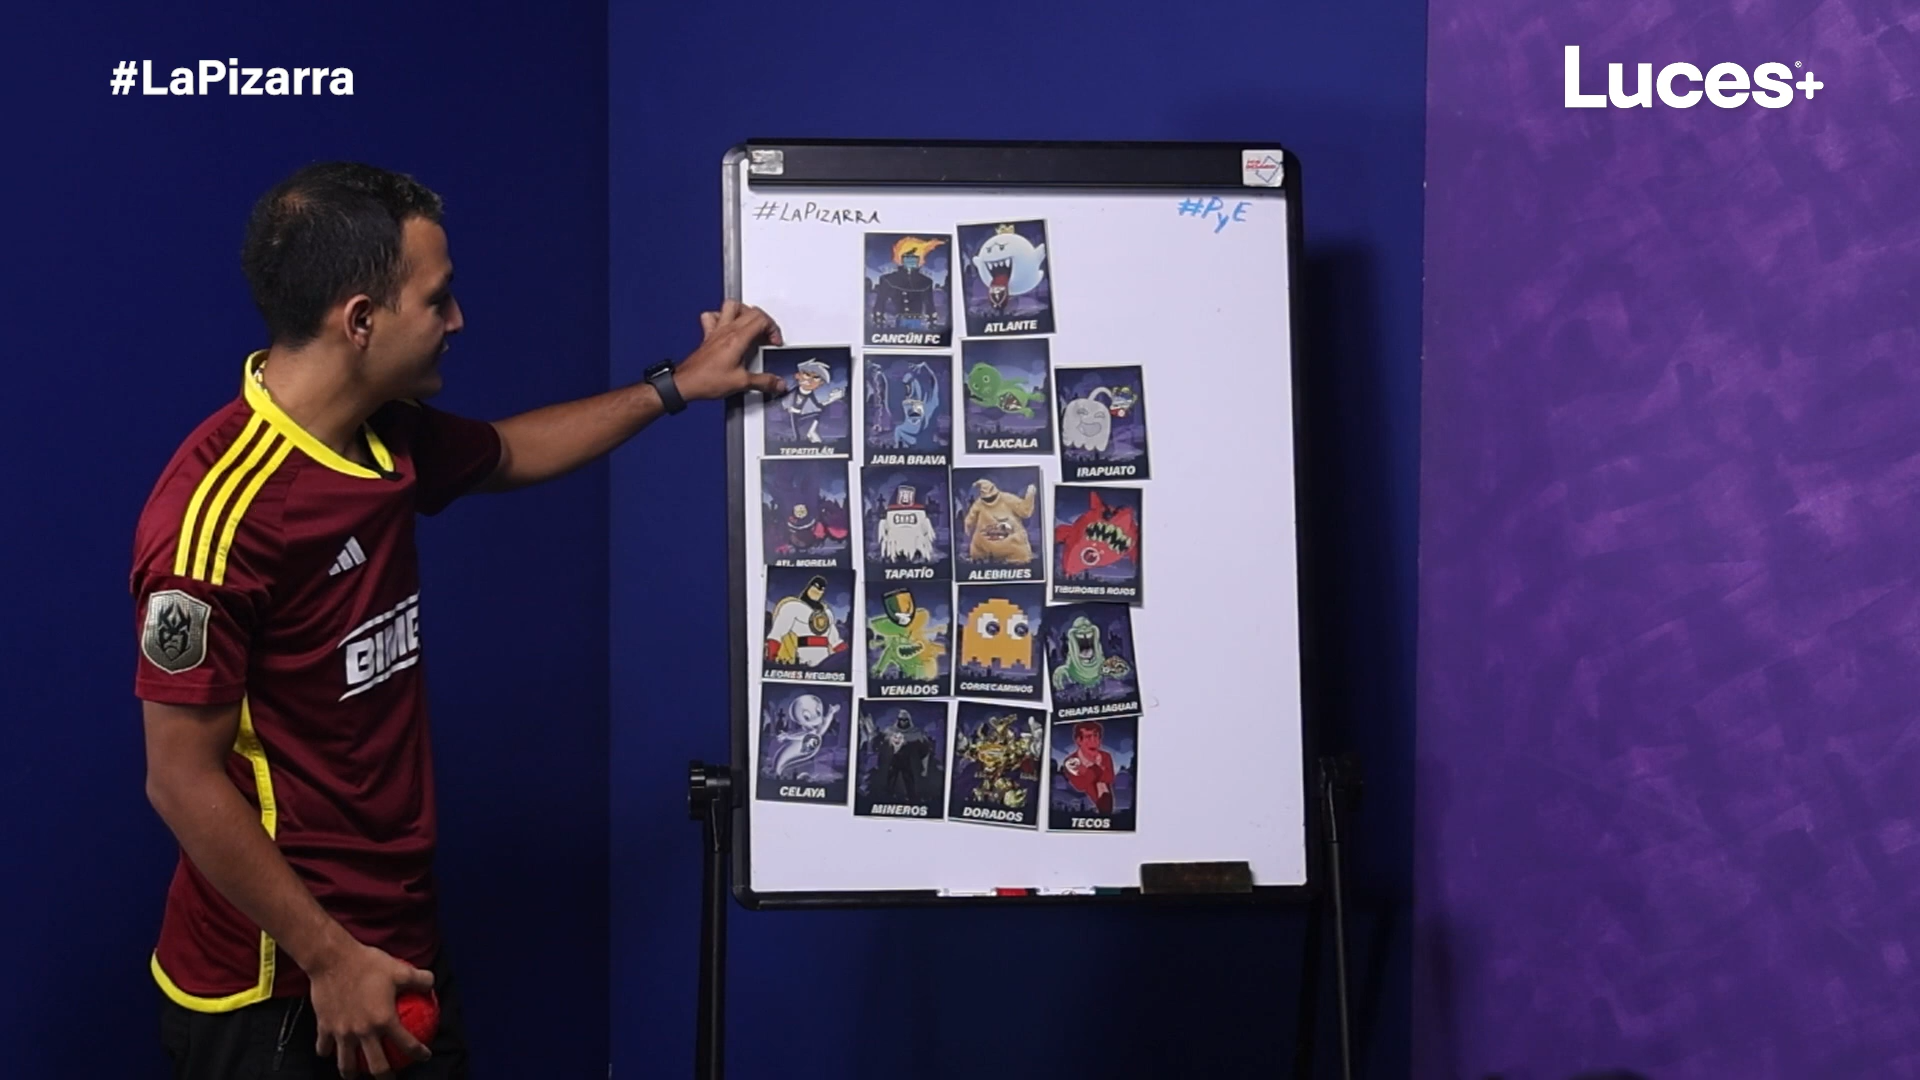 #LaPizarra
Luces+
#LAPIZARRA
#PyE
CANCÚN FC
ATLANTE
TEPATITLÁN
JAIBA BRAVA
TLAXCALA
IRAPUATO
ATL. MORELIA
TAPATÍO
ALEBRIJES
TIBURONES ROJOS
LEONES NEGROS
VENADOS
CORRECAMINOS
CHIAPAS JAGUAR
CELAYA
MINEROS
DORADOS
TECOS